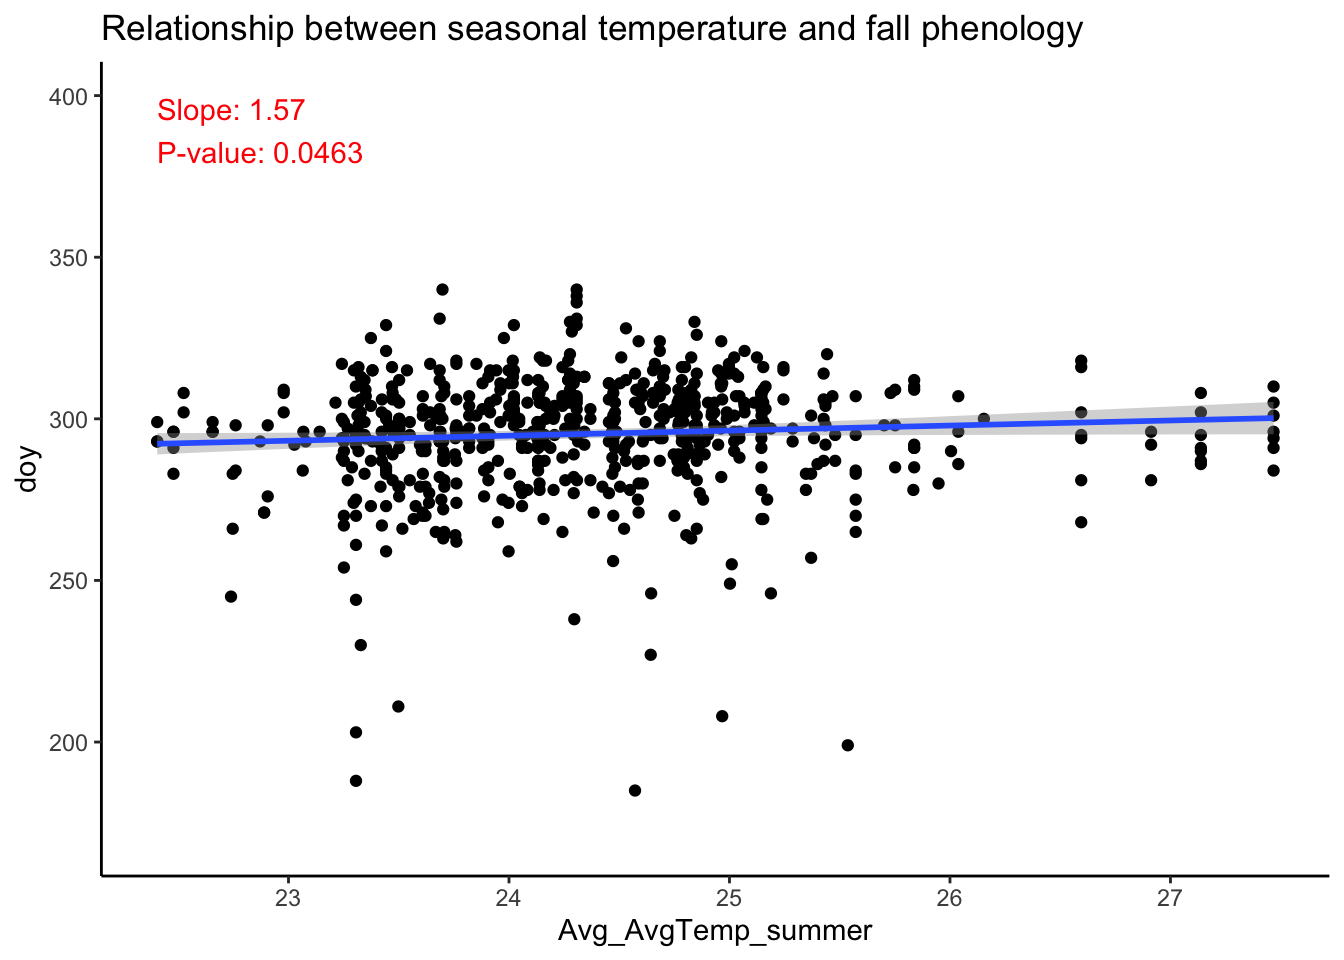 Relationship between seasonal temperature and fall phenology
400
Slope: 1.57
P-value: 0.0463
350
300
doy
250
200
23 24 25 26 27
Avg_AvgTemp_summer